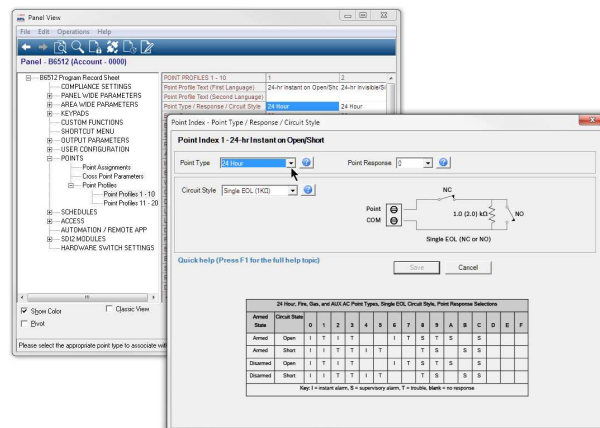 Panel View
File Edit Operations Help
Panel - B6512 (Account - 0000)
B6512 Program Record Sheet
COMPLIANCE SETTINGS
PANEL WIDE PARAMETERS
AREA WIDE PARAMETERS
KEYPADS
CUSTOM FUNCTIONS
SHORTCUT MENU
OUTPUT PARAMETERS
USER CONFIGURATION
POINTS
Point Assignments
Cross Point Parameters
Point Profiles
Point Profiles 1 - 10
Point Profiles 11 - 20
SCHEDULES
ACCESS
AUTOMATION / REMOTE APP
SDI2 MODULES
HARDWARE SWITCH SETTINGS
POINT PROFILES 1 - 10 1 2
Point Profile Text (First Language) 24-hr Instant on Open/Shc 24-hr Invisible/Si
Point Profile Text (Second Language)
Point Type / Response / Circuit Style 24 Hour 24 Hour
Show Color Classic View
Pivot
Please select the appropriate point type to associate wit
Point Index - Point Type / Response / Circuit Style
Point Index 1 - 24-hr Instant on Open/Short
Point Type 24 Hour Point Response 0
Circuit Style Single EOL (1KΩ)
NC
Point
COM
1.0 (2.0) kΩ
NO
Single EOL (NC or NO)
Quick help (Press F1 for the full help topic)
Save Cancel
24 Hour, Fire, Gas, and AUX AC Point Types, Single EOL Circuit Style, Point Response Selections
Armed State Circuit State 0 1 2 3 4 5 6 7 8 9 A B C D E F
Armed Open I T I T I T S T S S
Armed Short I I T T I T T S S S
Disarmed Open I T I T I T S T S S
Disarmed Short I I T T I T T S S S
Key: I = instant alarm, S = supervisory alarm, T = trouble, blank = no response